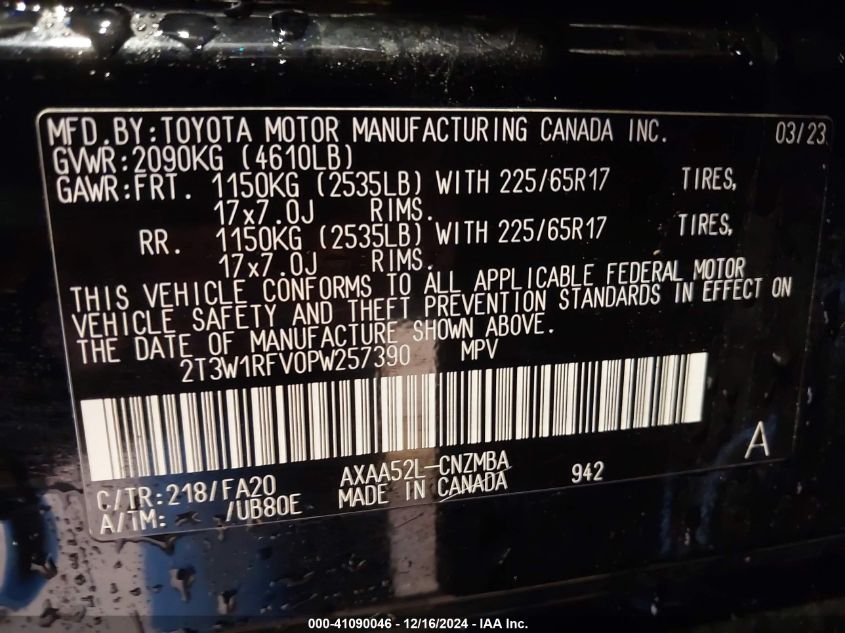 MFD.BY:TOYOTA MOTOR MANUFACTURING CANADA INC. 03/23
GVWR:2090KG (4610LB)
GAWR:FRT. 1150KG (2535LB) WITH 225/65R17 TIRES,
17x7.0J RIMS.
RR. 1150KG (2535LB) WITH 225/65R17 TIRES,
17x7.0J RIMS.
THIS VEHICLE CONFORMS TO ALL APPLICABLE FEDERAL MOTOR
VEHICLE SAFETY AND THEFT PREVENTION STANDARDS IN EFFECT ON
THE DATE OF MANUFACTURE SHOWN ABOVE.
2T3W1RFV0PW257390 MPV
A
C/TR:218/FA20 AXAA52L-CNZMBA 942
A/TM: /UB80E MADE IN CANADA
000-41090046 - 12/16/2024 - IAA Inc.